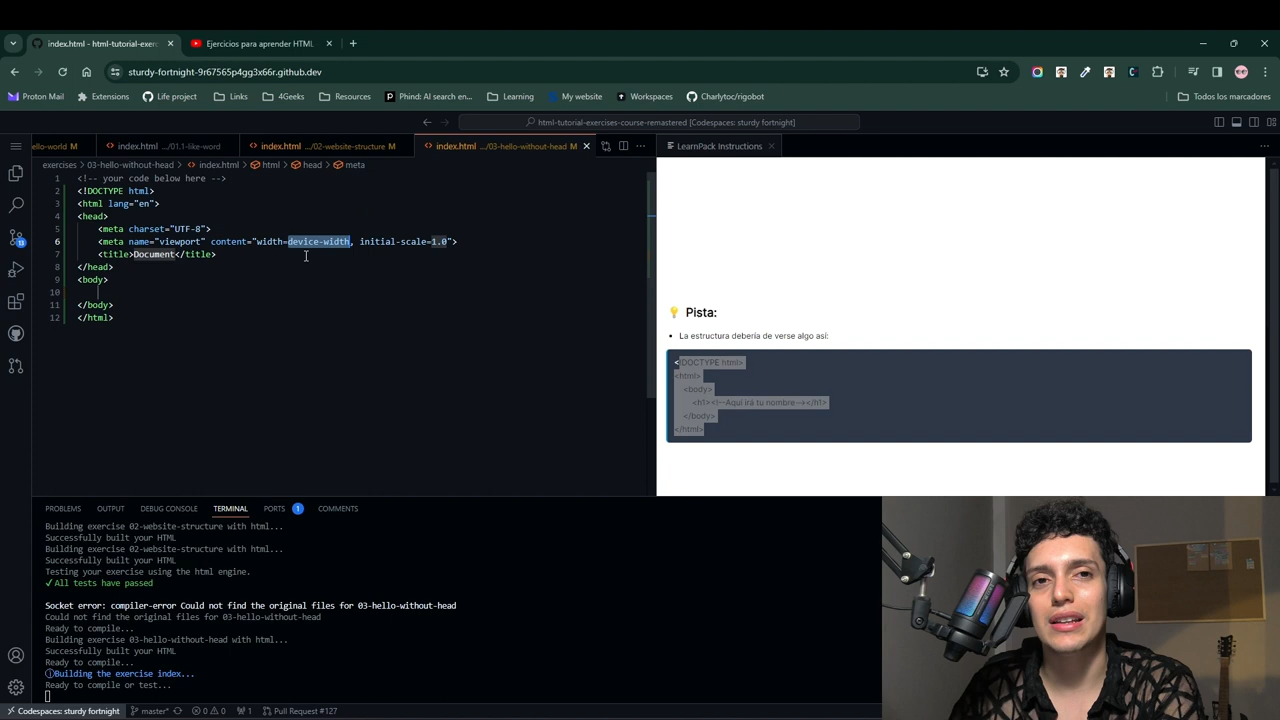 index.html - html-tutorial-exerc
Ejercicios para aprender HTML
sturdy-fortnight-9r67565p4gg3x66r.github.dev
Proton Mail
Extensions
Life project
Links
4Geeks
Resources
Phind: AI search en...
Learning
My website
Workspaces
Charlytoc/rigobot
Todos los marcadores
html-tutorial-exercises-course-remastered [Codespaces: sturdy fortnight]
ello-world M
index.html .../01.1-like-word
index.html .../02-website-structure M
index.html .../03-hello-without-head M
LearnPack Instructions
exercises > 03-hello-without-head > index.html > html > head > meta
1 <!-- your code below here -->
2 <!DOCTYPE html>
3 <html lang="en">
4 <head>
5 <meta charset="UTF-8">
6 <meta name="viewport" content="width=device-width, initial-scale=1.0">
7 <title>Document</title>
8 </head>
9 <body>
10
11 </body>
12 </html>
Pista:
La estructura debería de verse algo así:
<!DOCTYPE html>
<html>
<body>
<h1><!--Aquí irá tu nombre--></h1>
</body>
</html>
PROBLEMS
OUTPUT
DEBUG CONSOLE
TERMINAL
PORTS 1
COMMENTS
Building exercise 02-website-structure with html...
Successfully built your HTML
Building exercise 02-website-structure with html...
Successfully built your HTML
Testing your exercise using the html engine.
✓ All tests have passed
Socket error: compiler-error Could not find the original files for 03-hello-without-head
Could not find the original files for 03-hello-without-head
Ready to compile...
Building exercise 03-hello-without-head with html...
Successfully built your HTML
Ready to compile...
ⓘBuilding the exercise index...
Ready to compile or test...
Codespaces: sturdy fortnight
master*
0
0
1
Pull Request #127